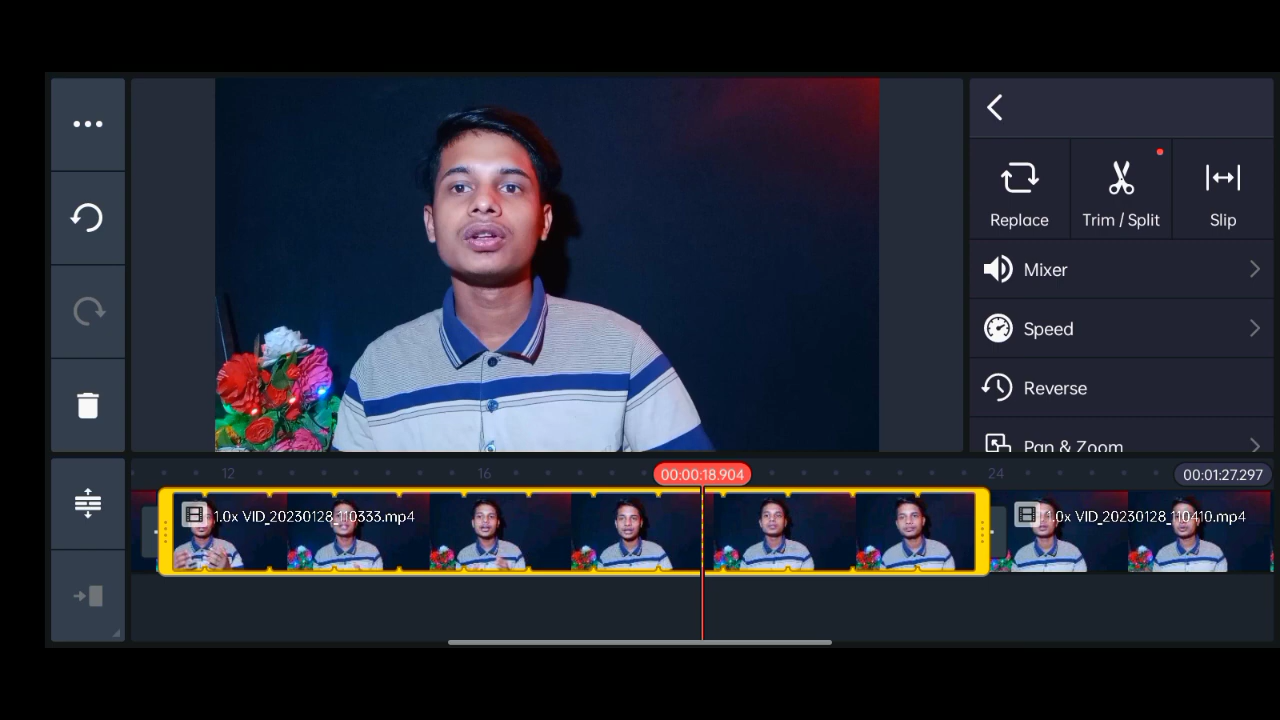 Replace
Trim / Split
Slip
Mixer
Speed
Reverse
Pan & Zoom
12
16
00:00:18.904
24
00:01:27.297
1.0x VID_20230128_110333.mp4
1.0x VID_20230128_110410.mp4